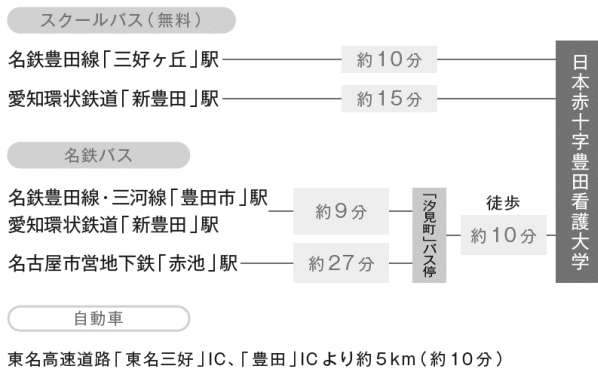 スクールバス（無料）
名鉄豊田線「三好ヶ丘」駅
約10分
愛知環状鉄道「新豊田」駅
約15分
日本赤十字豊田看護大学
名鉄バス
名鉄豊田線・三河線「豊田市」駅
愛知環状鉄道「新豊田」駅
約9分
名古屋市営地下鉄「赤池」駅
約27分
「汐見町」バス停
徒歩
約10分
自動車
東名高速道路「東名三好」IC、「豊田」ICより約5km（約10分）